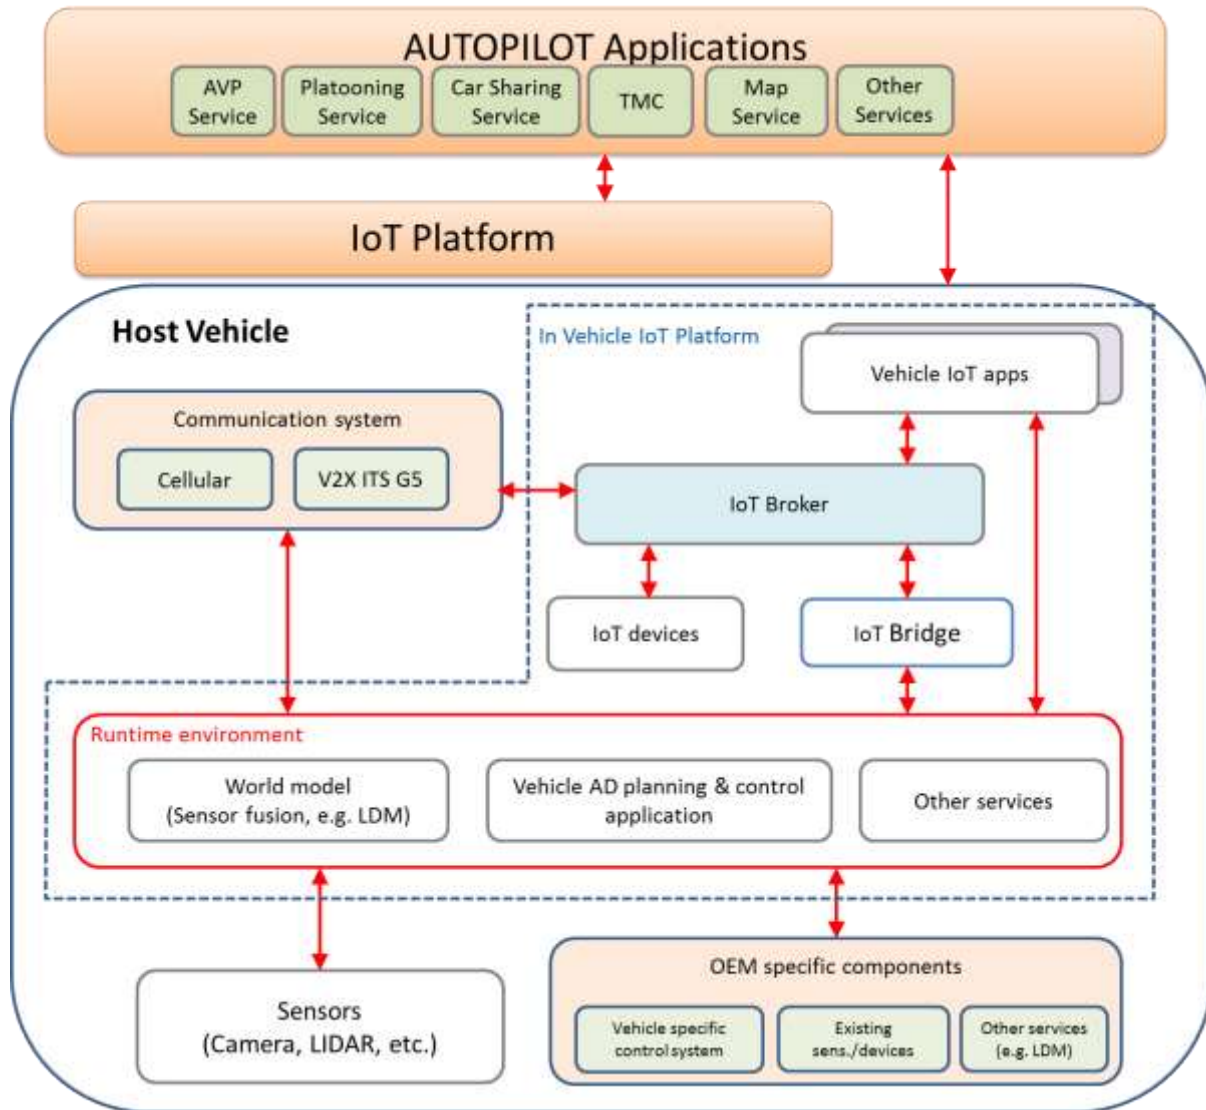 AUTOPILOT Applications
AVP
Service
Platooning
Service
Car Sharing
Service
TMC
Map
Service
Other
Services
IoT Platform
Host Vehicle
In Vehicle IoT Platform
Vehicle IoT apps
Communication system
Cellular
V2X ITS G5
IoT Broker
IoT devices
IoT Bridge
Runtime environment
World model
(Sensor fusion, e.g. LDM)
Vehicle AD planning & control
application
Other services
Sensors
(Camera, LIDAR, etc.)
OEM specific components
Vehicle specific
control system
Existing
sens./devices
Other services
(e.g. LDM)